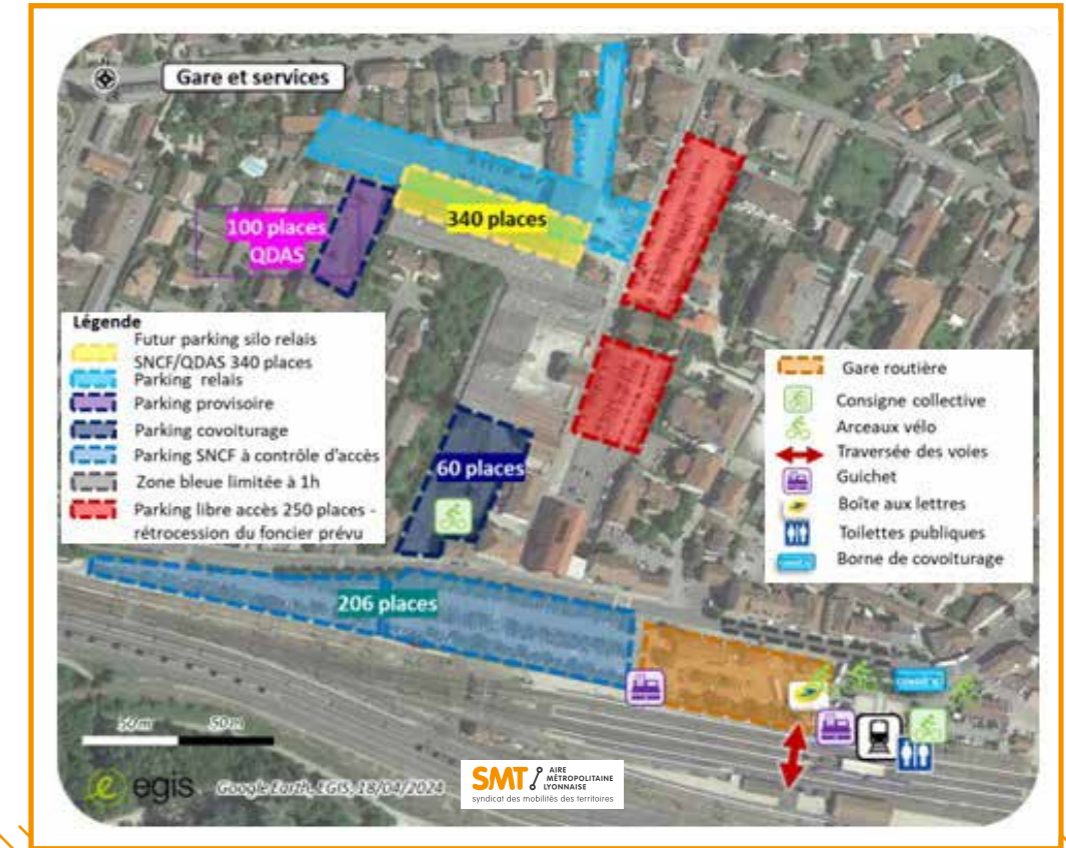 Gare et services
340 places
100 places
QDAS
Légende
Futur parking silo relais
SNCF/QDAS 340 places
Parking relais
Parking provisoire
Parking covoiturage
Parking SNCF à contrôle d'accès
Zone bleue limitée à 1h
Parking libre accès 250 places -
rétrocession du foncier prévu
Gare routière
Consigne collective
Arceaux vélo
Traversée des voies
Guichet
Boîte aux lettres
Toilettes publiques
Borne de covoiturage
60 places
206 places
50 m 50 m
egis
Google Earth, EGIS, 18/04/2024
SMT AIRE
MÉTROPOLITAINE
LYONNAISE
syndicat des mobilités des territoires